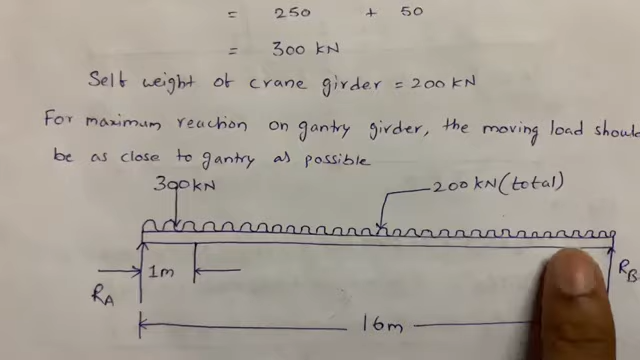 = 250 + 50
= 300 kN
Self weight of crane girder = 200 kN
For maximum reaction on gantry girder, the moving load should
be as close to gantry as possible
300 kN
200 kN (total)
1m
RA
RB
16m